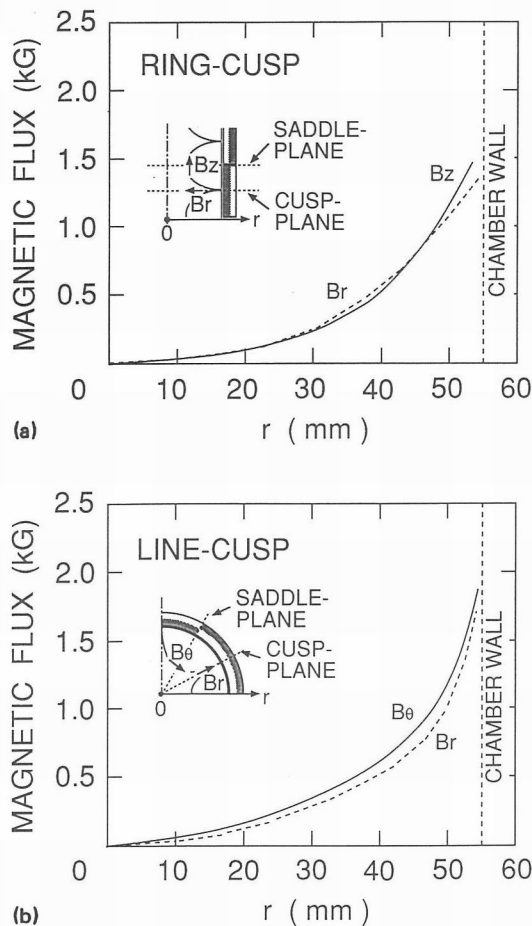 2.5
2.0
1.5
1.0
0.5
0
MAGNETIC FLUX (kG)
RING-CUSP
SADDLE-
PLANE
Bz
Br
CUSP-
PLANE
0
r
Bz
Br
CHAMBER WALL
10 20 30 40 50 60
r ( mm )
(a)
2.5
2.0
1.5
1.0
0.5
0
MAGNETIC FLUX (kG)
LINE-CUSP
SADDLE-
PLANE
CUSP-
PLANE
Bθ
Br
0
r
Bθ
Br
CHAMBER WALL
10 20 30 40 50 60
r ( mm )
(b)